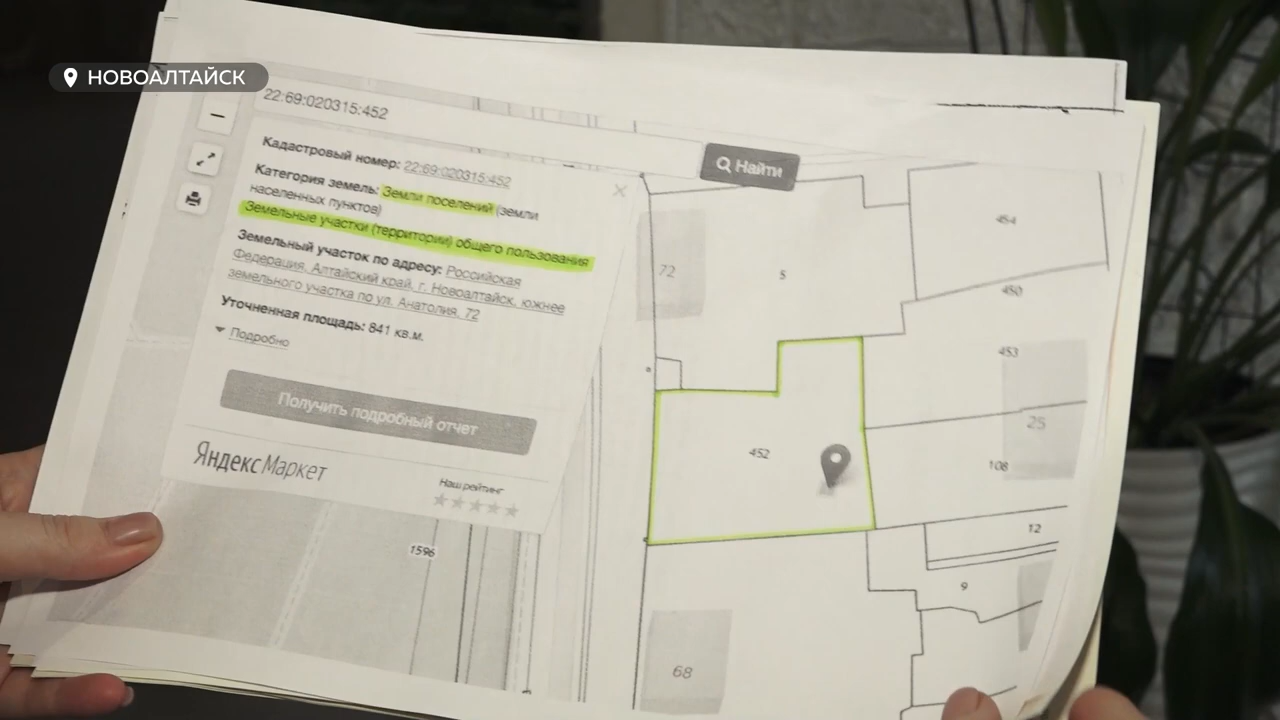 НОВОАЛТАЙСК
22:69:020315:452
Найти
Кадастровый номер: 22:69:020315:452
Категория земель: Земли поселений (земли
населенных пунктов)
Земельные участки (территории) общего пользования
Земельный участок по адресу: Российская
Федерация, Алтайский край, г. Новоалтайск, южнее
земельного участка по ул. Анатолия, 72
Уточненная площадь: 841 кв.м.
Подробно
Получить подробный отчет
Яндекс Маркет
Наш рейтинг
1596
72
5
454
450
453
25
452
108
12
9
68